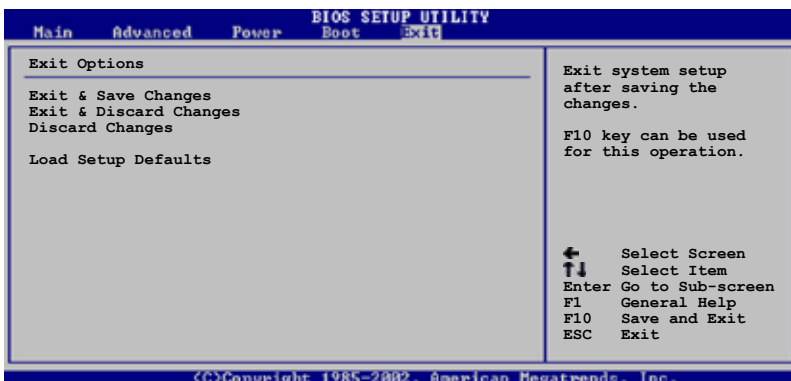 BIOS SETUP UTILITY
Main Advanced Power Boot Exit
Exit Options
Exit & Save Changes
Exit & Discard Changes
Discard Changes
Load Setup Defaults
Exit system setup
after saving the
changes.
F10 key can be used
for this operation.
← Select Screen
↑↓ Select Item
Enter Go to Sub-screen
F1 General Help
F10 Save and Exit
ESC Exit
(C)Copyright 1985-2002, American Megatrends, Inc.